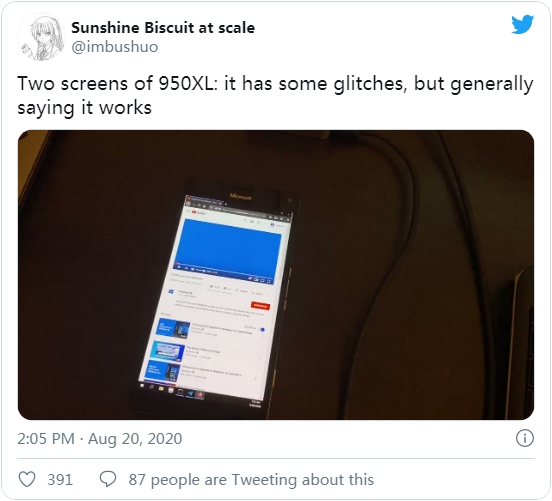 Sunshine Biscuit at scale
@imbushuo
Two screens of 950XL: it has some glitches, but generally
saying it works
Microsoft
2:05 PM · Aug 20, 2020
391
87 people are Tweeting about this